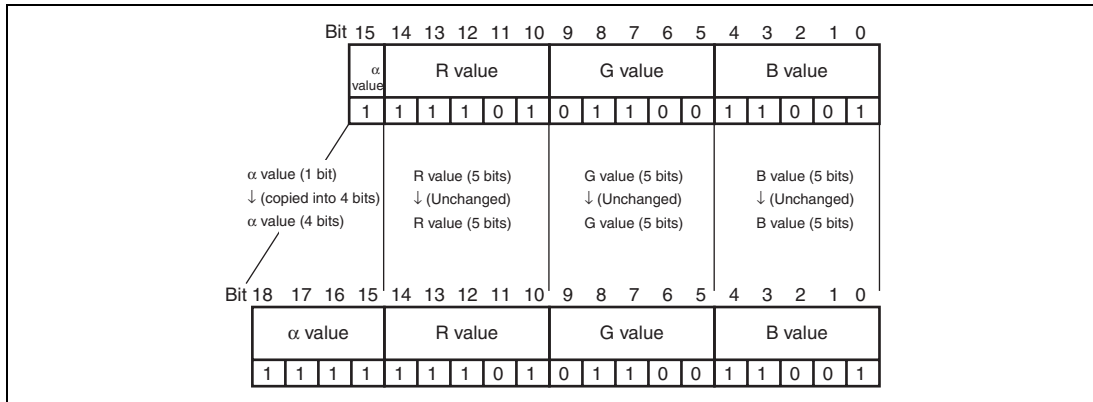 Bit 15 14 13 12 11 10 9 8 7 6 5 4 3 2 1 0
α value R value G value B value
1 1 1 1 0 1 0 1 1 0 0 1 1 0 0 1
α value (1 bit) R value (5 bits) G value (5 bits) B value (5 bits)
↓ (copied into 4 bits) ↓ (Unchanged) ↓ (Unchanged) ↓ (Unchanged)
α value (4 bits) R value (5 bits) G value (5 bits) B value (5 bits)
Bit 18 17 16 15 14 13 12 11 10 9 8 7 6 5 4 3 2 1 0
α value R value G value B value
1 1 1 1 1 1 1 0 1 0 1 1 0 0 1 1 0 0 1